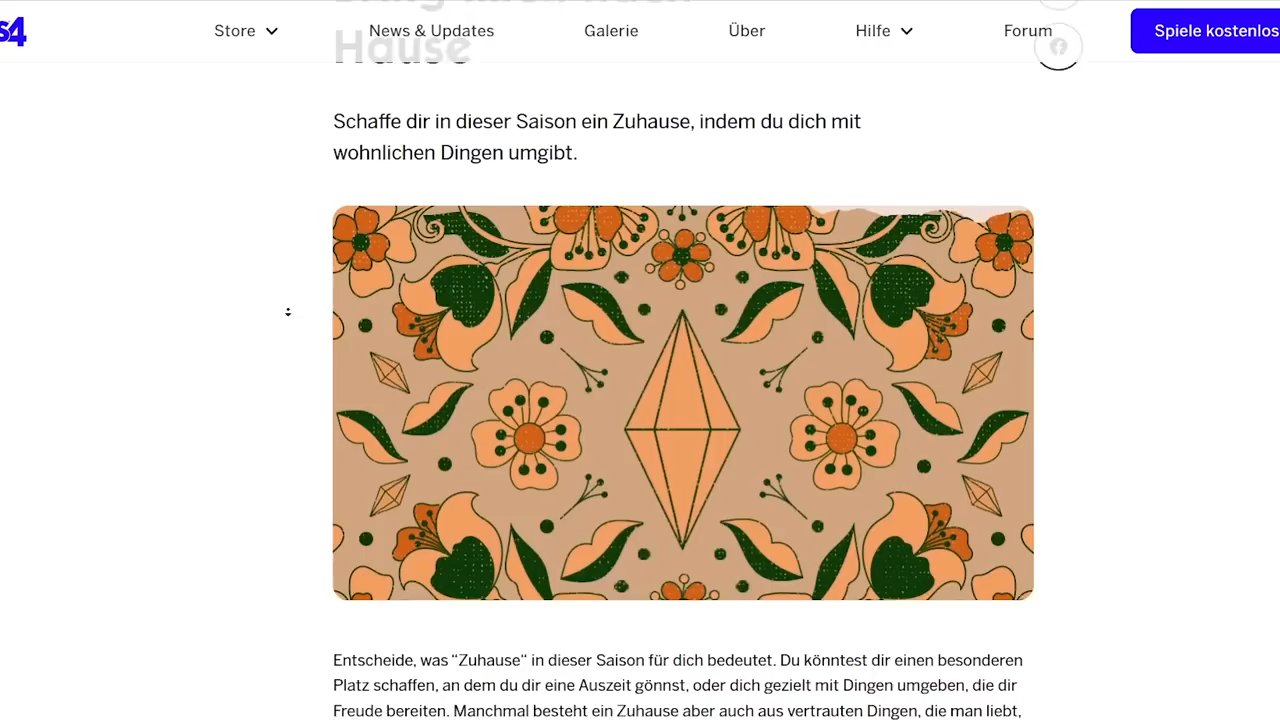 s4
Store
News & Updates
Galerie
Über
Hilfe
Forum
Spiele kostenlos
Hause
Schaffe dir in dieser Saison ein Zuhause, indem du dich mit
wohnlichen Dingen umgibt.
Entscheide, was “Zuhause“ in dieser Saison für dich bedeutet. Du könntest dir einen besonderen
Platz schaffen, an dem du dir eine Auszeit gönnst, oder dich gezielt mit Dingen umgeben, die dir
Freude bereiten. Manchmal besteht ein Zuhause aber auch aus vertrauten Dingen, die man liebt,